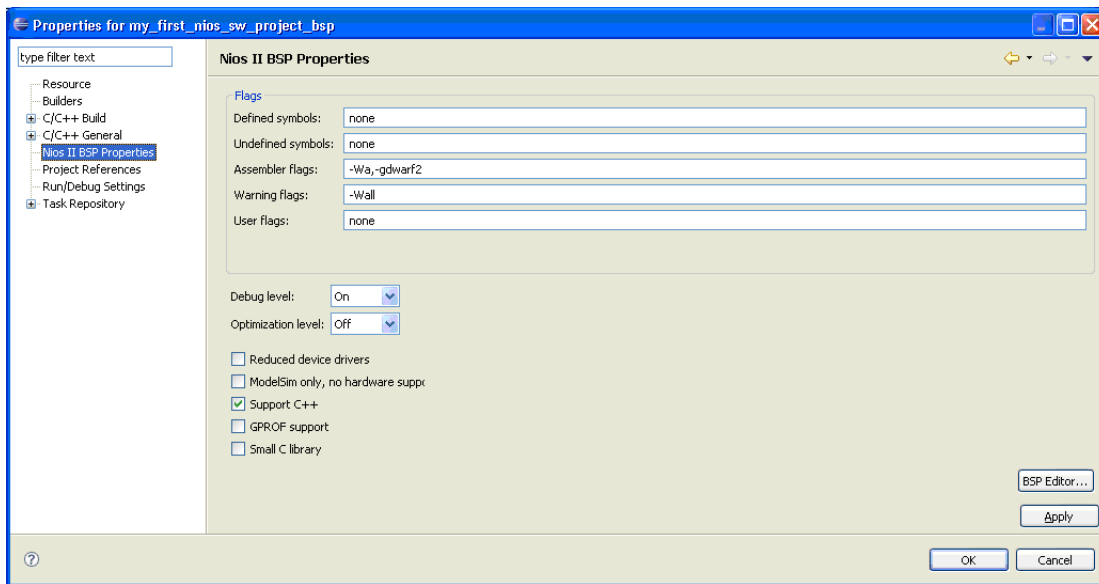 Properties for my_first_nios_sw_project_bsp
type filter text
Resource
Builders
C/C++ Build
C/C++ General
Nios II BSP Properties
Project References
Run/Debug Settings
Task Repository
Nios II BSP Properties
Flags
Defined symbols: none
Undefined symbols: none
Assembler flags: -Wa,-gdwarf2
Warning flags: -Wall
User flags: none
Debug level: On
Optimization level: Off
Reduced device drivers
ModelSim only, no hardware suppo
Support C++
GPROF support
Small C library
BSP Editor...
Apply
OK Cancel